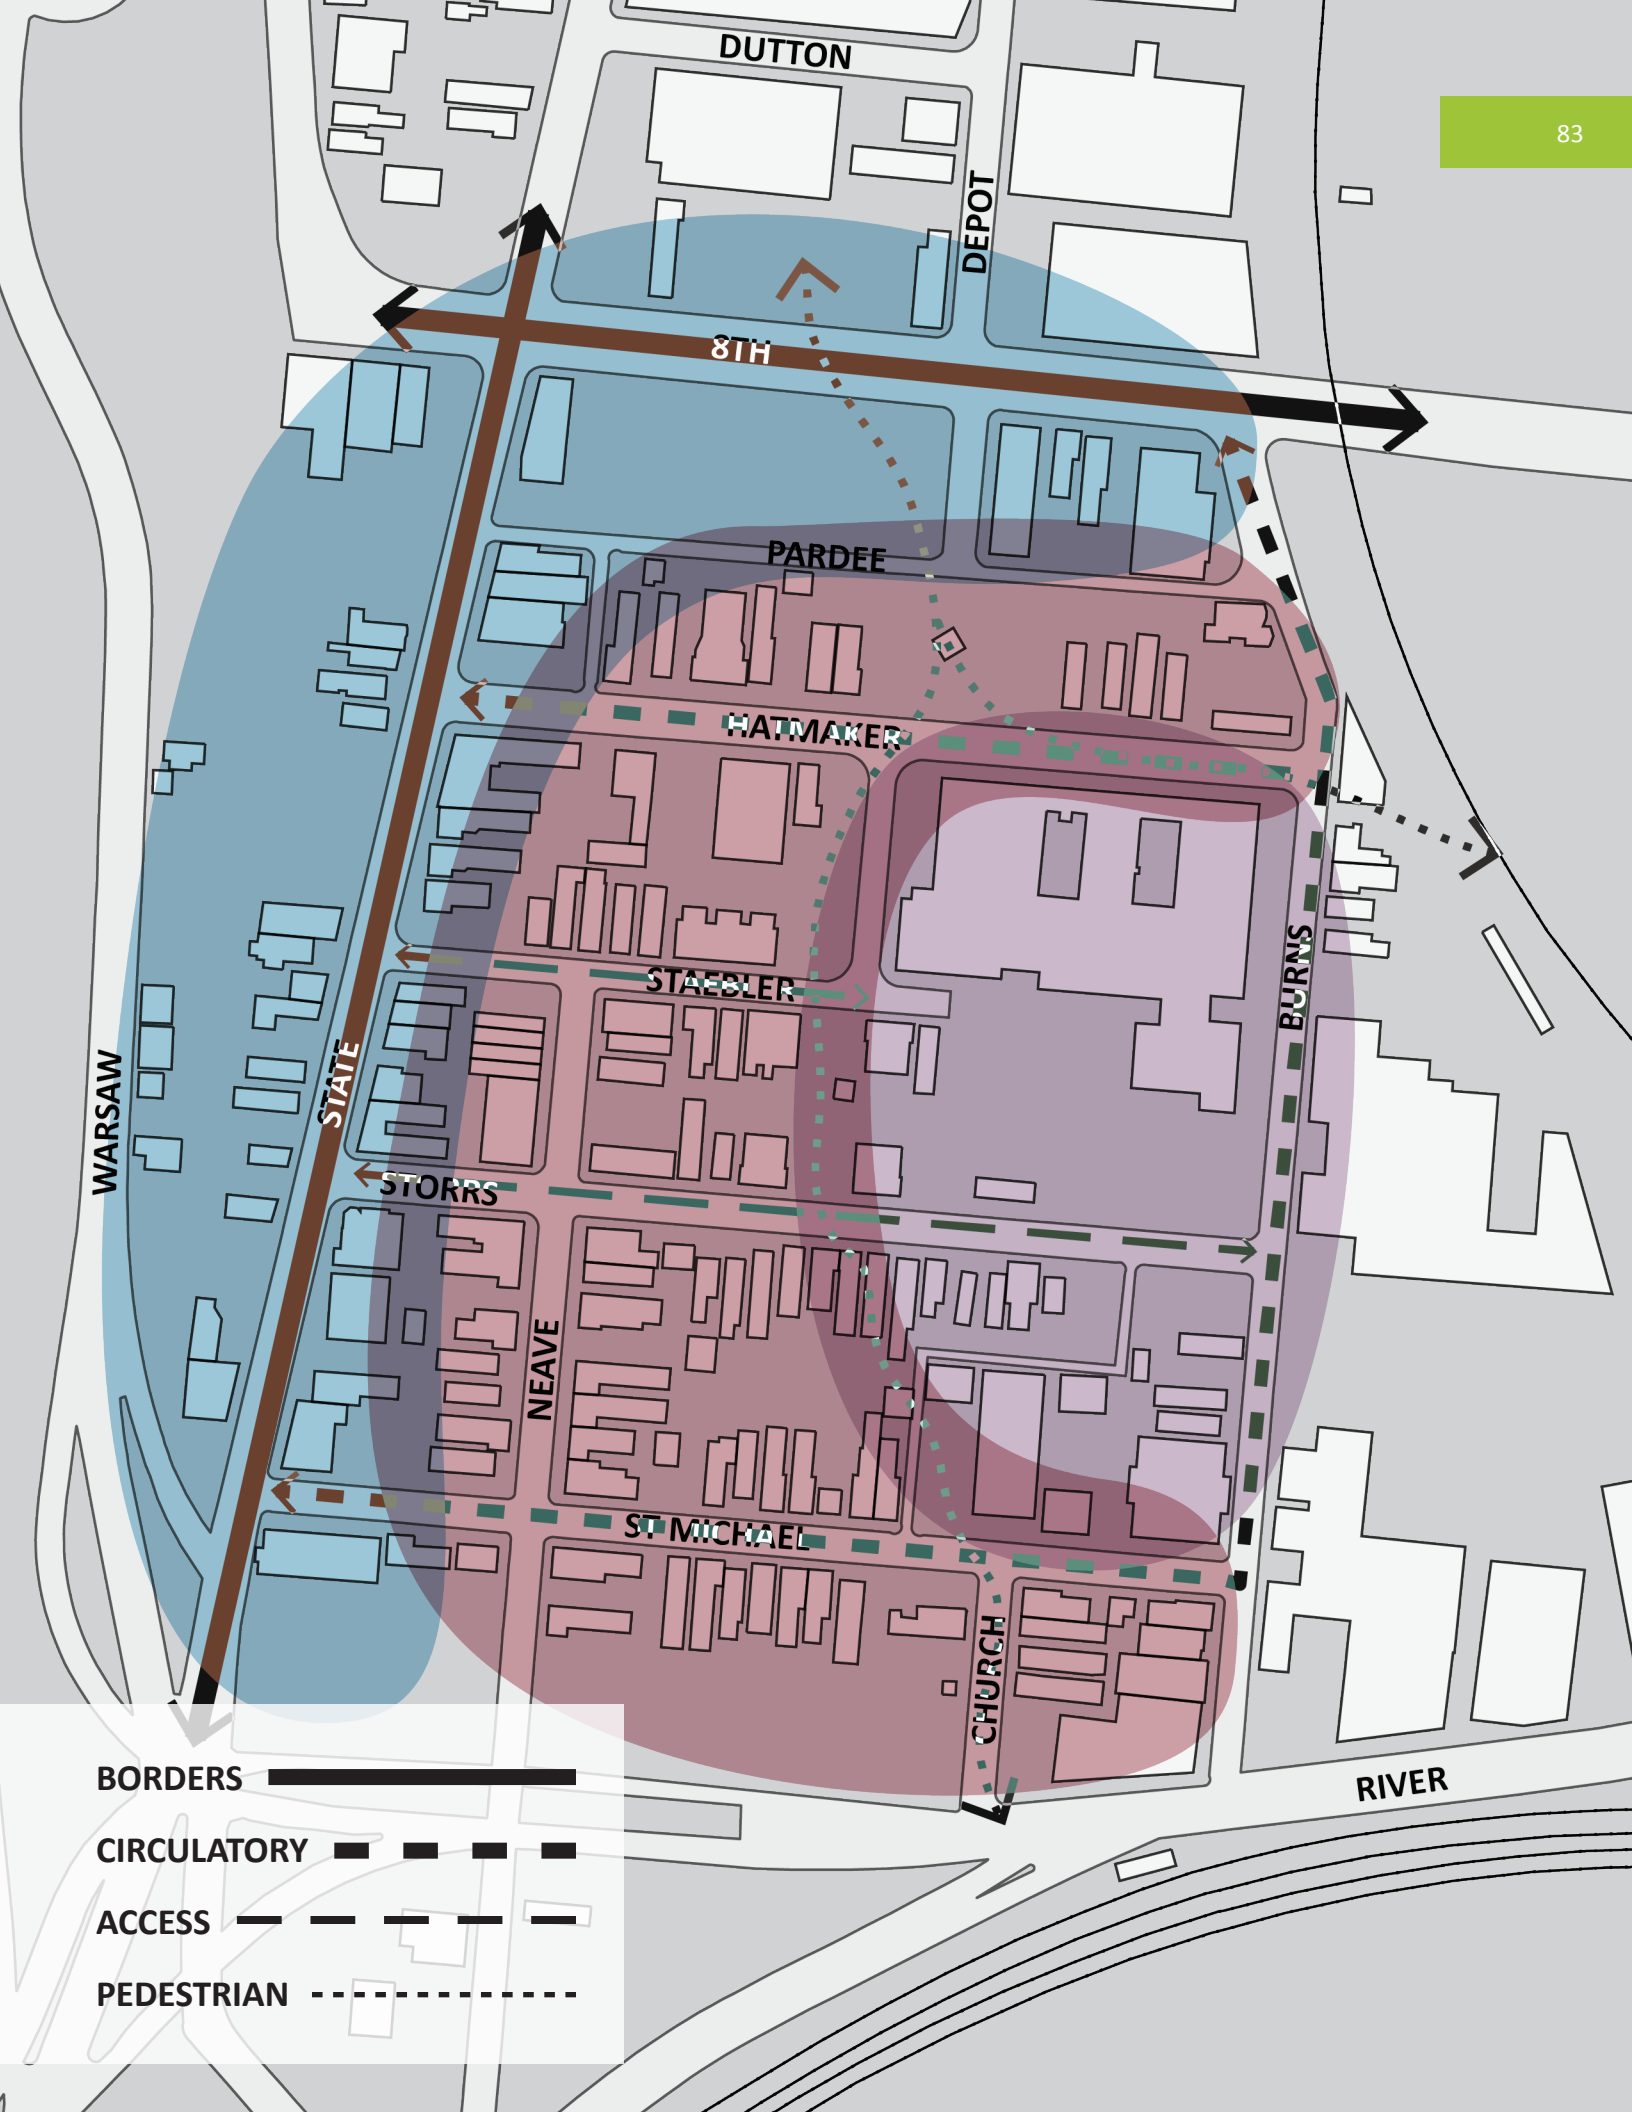 DUTTON
83
DEPOT
8TH
PARDEE
HATMAKER
STAEBLER
BURNS
WARSAW
STATE
STORRS
NEAVE
ST MICHAEL
CHURCH
RIVER
BORDERS
CIRCULATORY
ACCESS
PEDESTRIAN